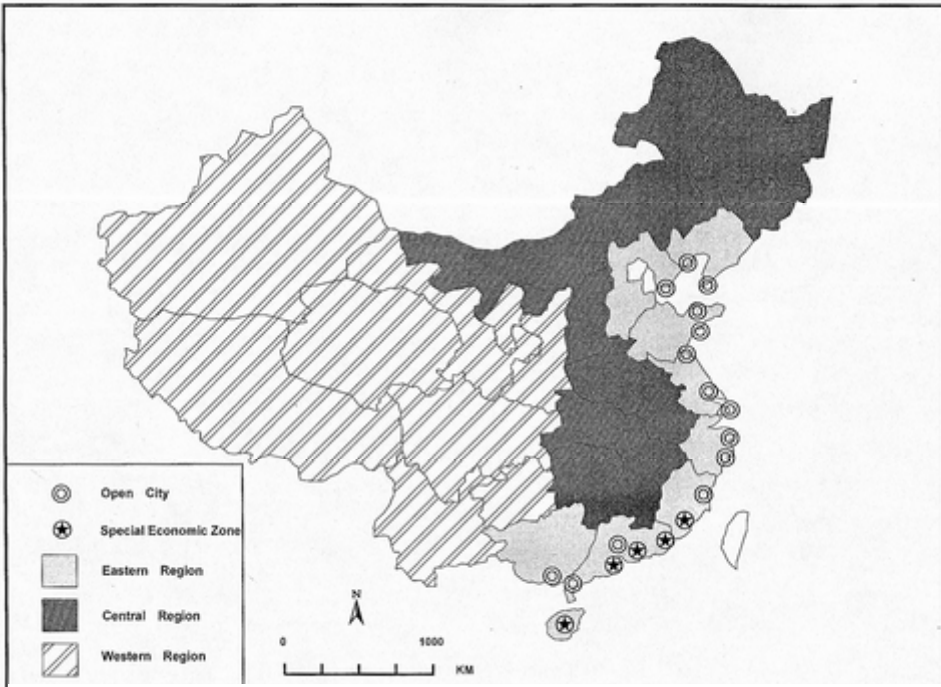 Open City
Special Economic Zone
Eastern Region
Central Region
Western Region
N
0 1000
KM